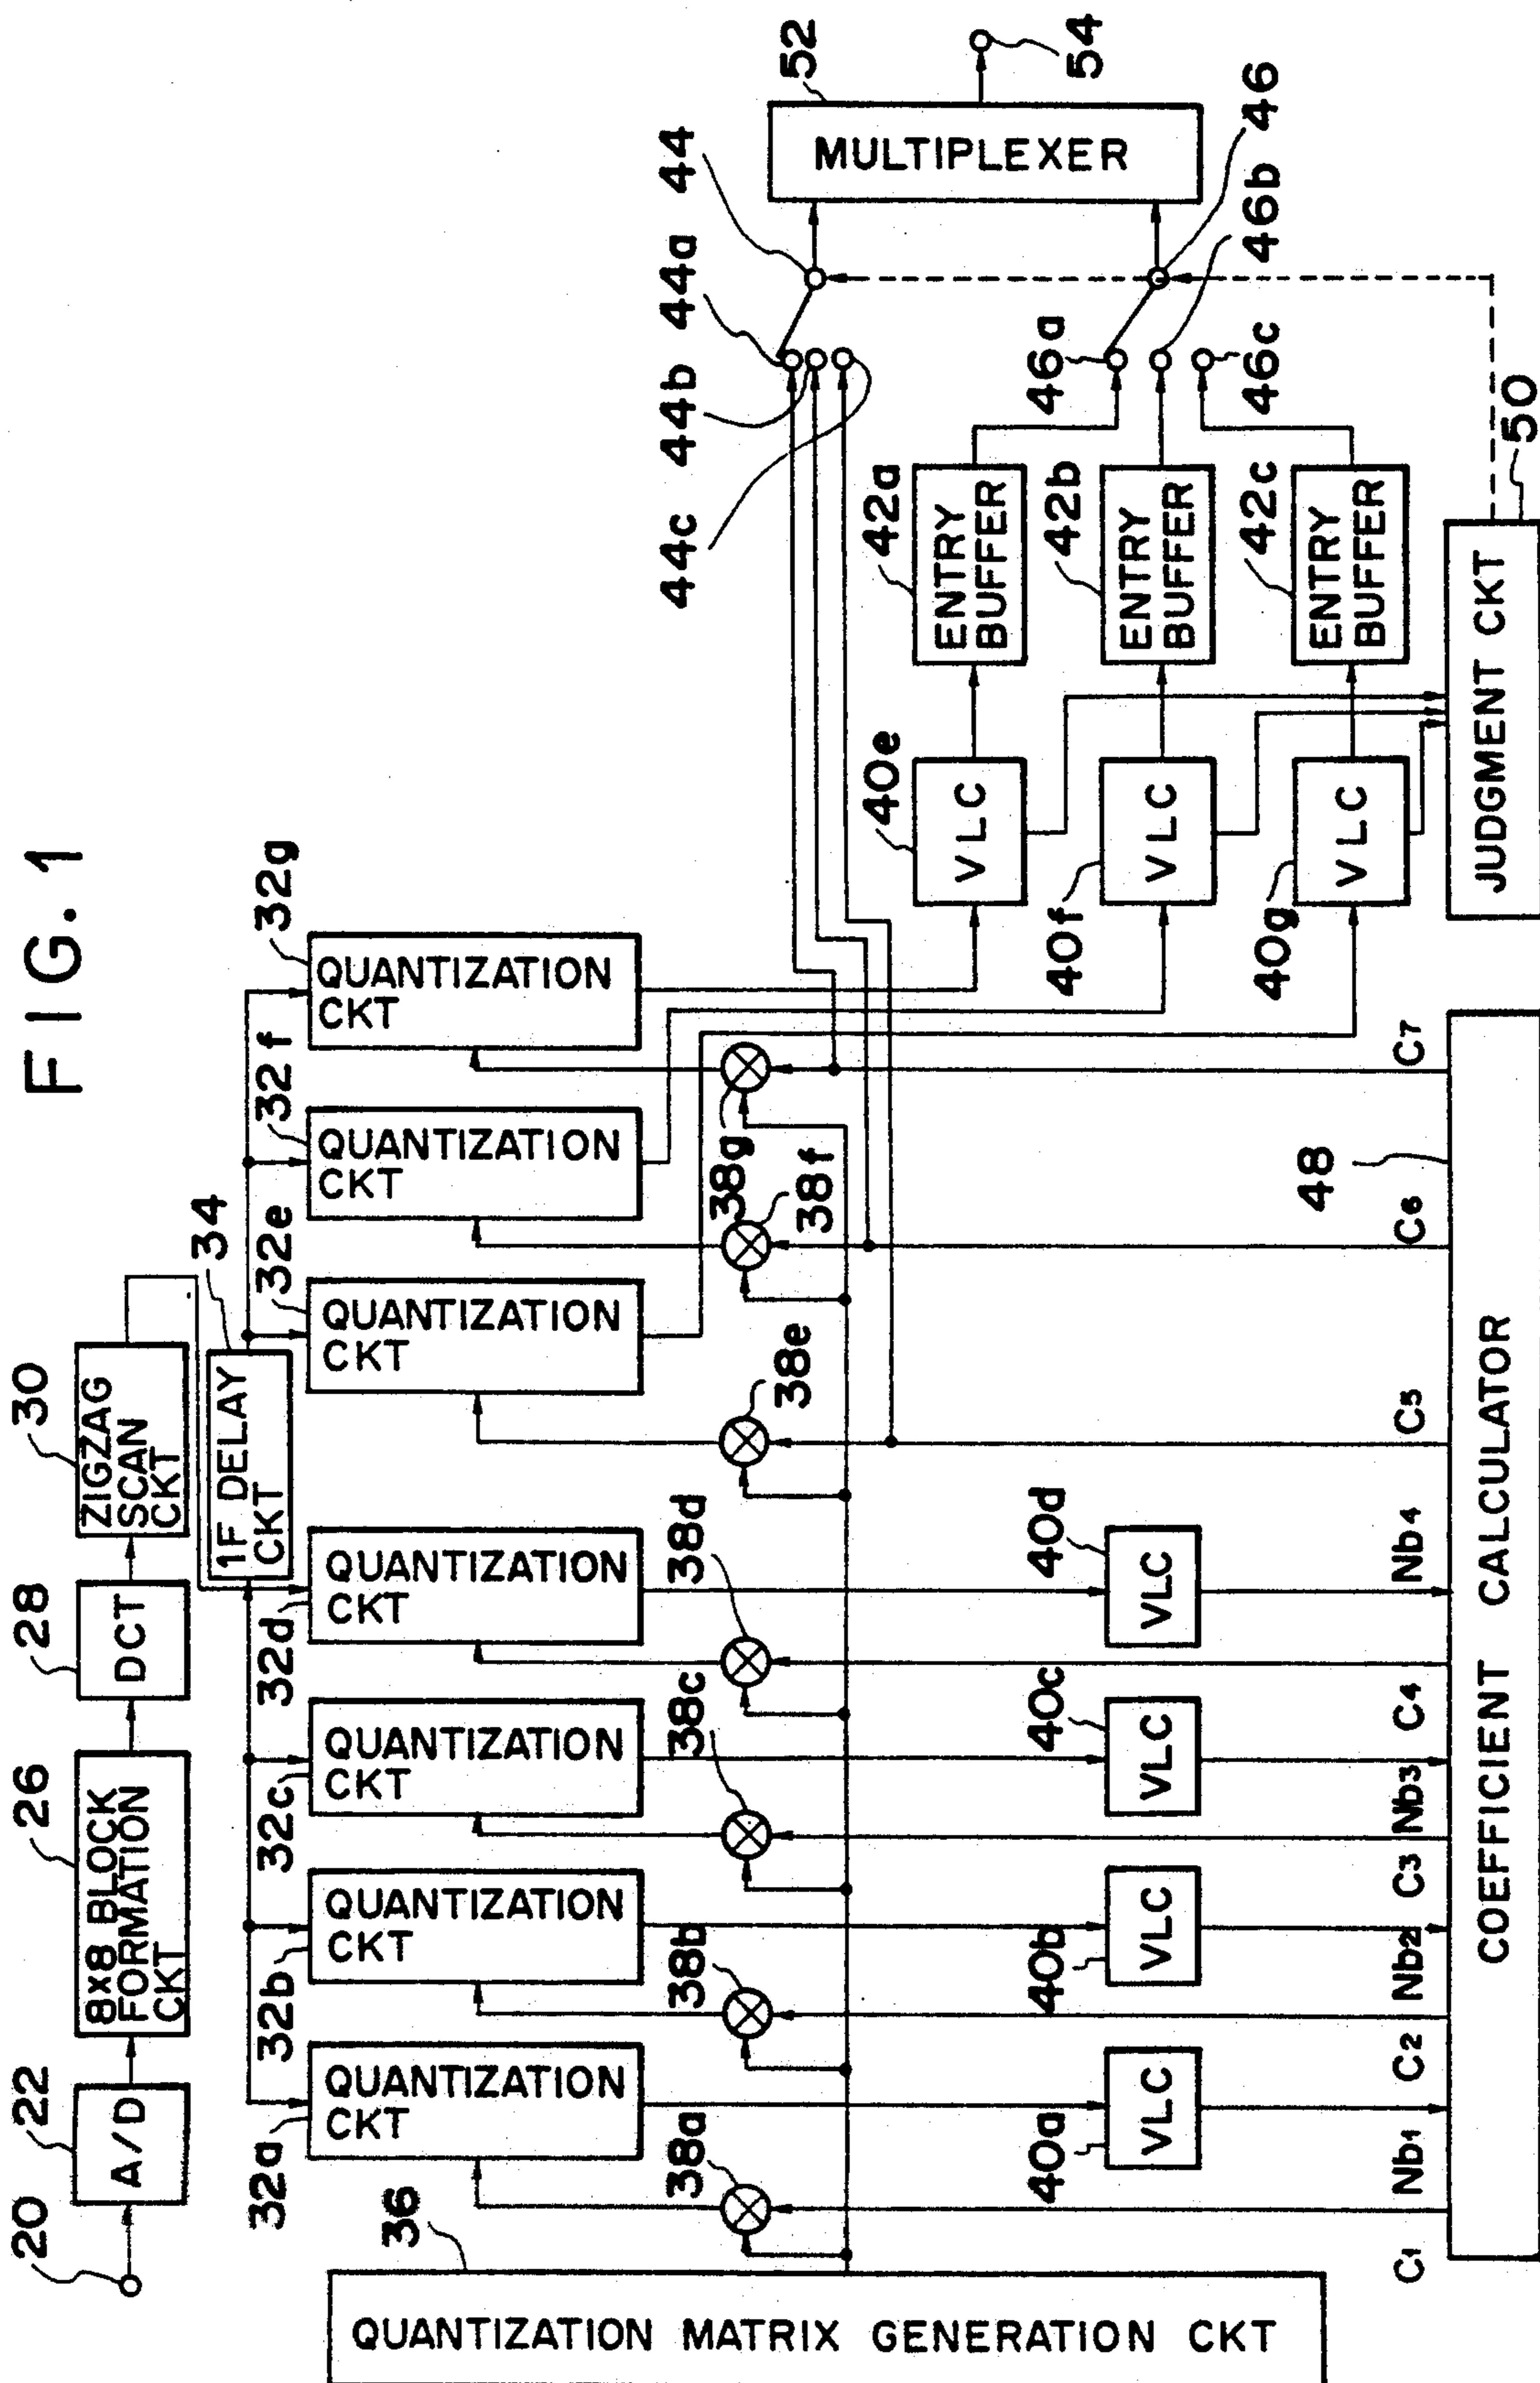 FIG. 1
20
22
A/D
26
8×8 BLOCK
FORMATION
CKT
28
DCT
30
ZIGZAG
SCAN
CKT
34
1F DELAY
CKT
32a
QUANTIZATION
CKT
32b
QUANTIZATION
CKT
32c
QUANTIZATION
CKT
32d
QUANTIZATION
CKT
32e
QUANTIZATION
CKT
32f
QUANTIZATION
CKT
32g
QUANTIZATION
CKT
36
QUANTIZATION MATRIX GENERATION CKT
38a
38b
38c
38d
38e
38f
38g
40a
VLC
40b
VLC
40c
VLC
40d
VLC
40e
VLC
40f
VLC
40g
VLC
42a
ENTRY
BUFFER
42b
ENTRY
BUFFER
42c
ENTRY
BUFFER
44a
44
44b
44c
46a
46
46b
46c
52
MULTIPLEXER
54
C1
Nb1
C2
Nb2
C3
Nb3
C4
Nb4
C5
C6
C7
48
COEFFICIENT CALCULATOR
50
JUDGMENT CKT